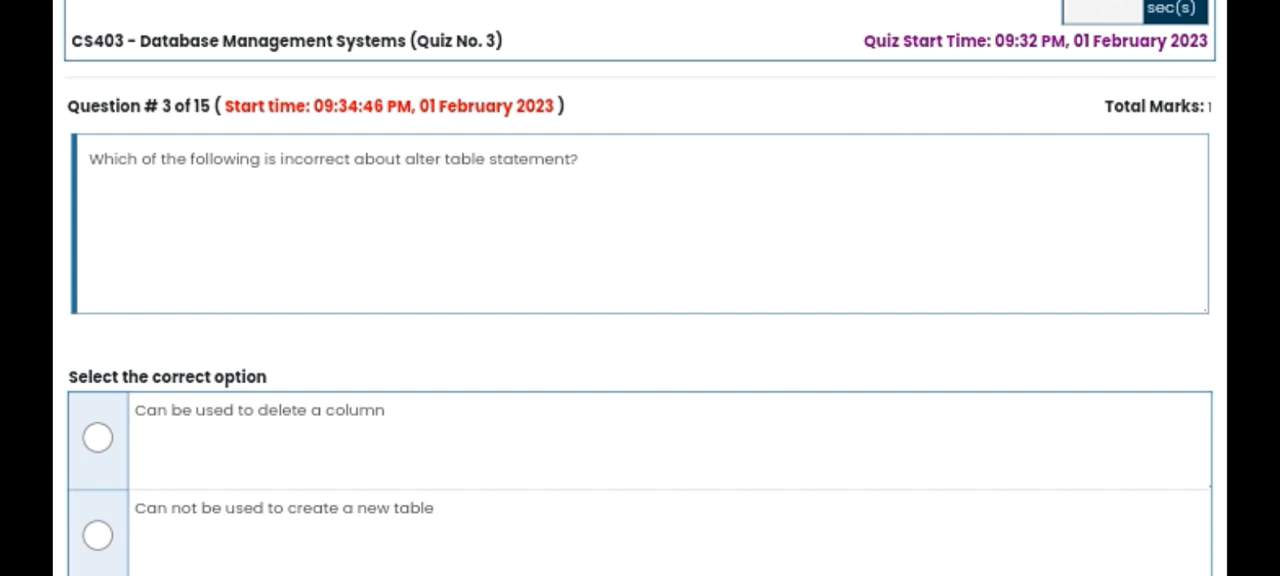 sec(s)
CS403 - Database Management Systems (Quiz No. 3)
Quiz Start Time: 09:32 PM, 01 February 2023
Question # 3 of 15 ( Start time: 09:34:46 PM, 01 February 2023 )
Total Marks: 1
Which of the following is incorrect about alter table statement?
Select the correct option
Can be used to delete a column
Can not be used to create a new table